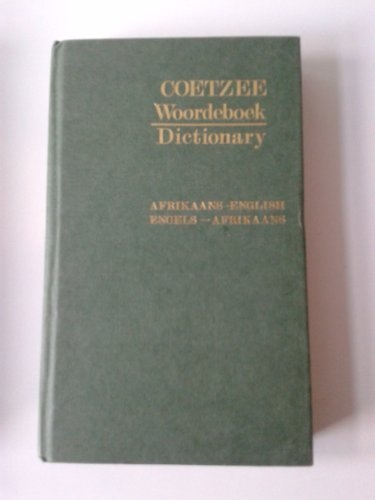 COETZEE
Woordeboek
Dictionary
AFRIKAANS-ENGLISH
ENGELS-AFRIKAANS